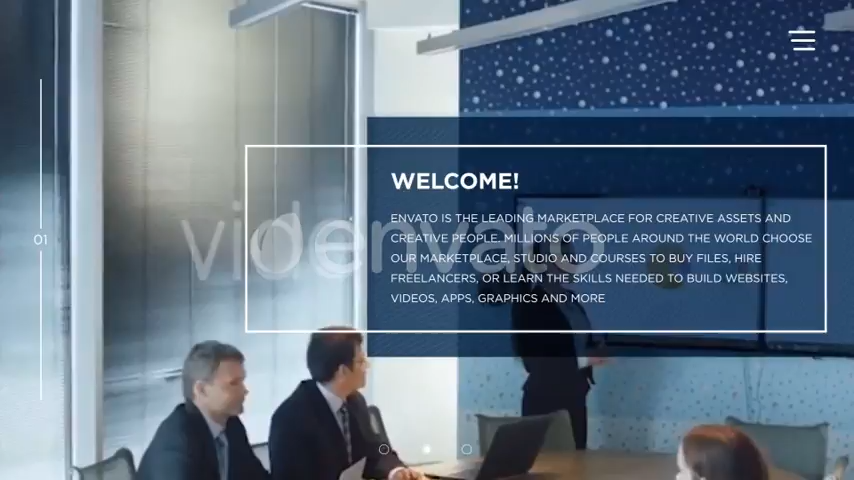 WELCOME!
ENVATO IS THE LEADING MARKETPLACE FOR CREATIVE ASSETS AND
CREATIVE PEOPLE. MILLIONS OF PEOPLE AROUND THE WORLD CHOOSE
01
OUR MARKETPLACE, STUDIO AND COURSES TO BUY FILES, HIRE
FREELANCERS, OR LEARN THE SKILLS NEEDED TO BUILD WEBSITES,
VIDEOS, APPS, GRAPHICS AND MORE
videnvato